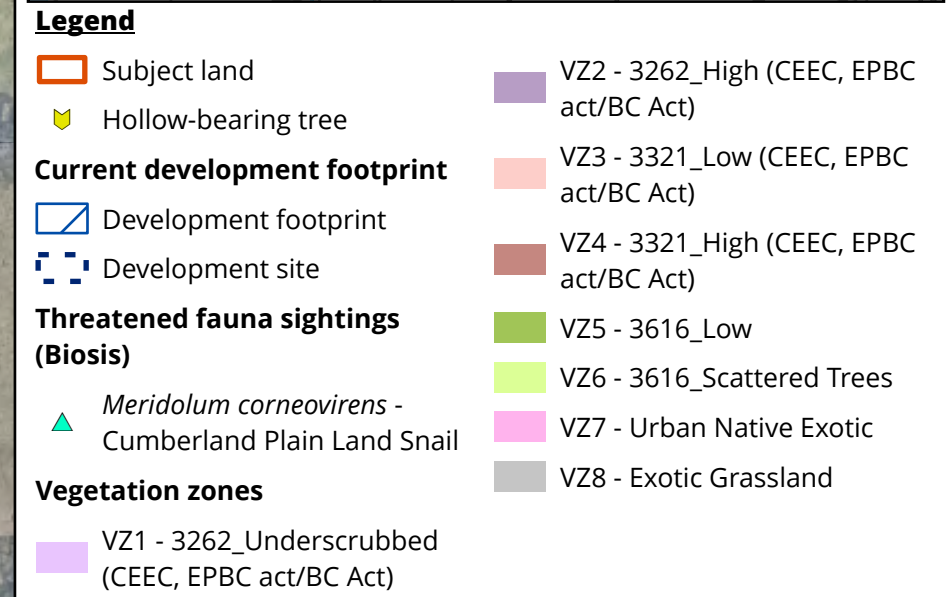 Legend
Subject land
Hollow-bearing tree
Current development footprint
Development footprint
Development site
Threatened fauna sightings
(Biosis)
Meridolum corneovirens -
Cumberland Plain Land Snail
Vegetation zones
VZ1 - 3262_Underscrubbed
(CEEC, EPBC act/BC Act)
VZ2 - 3262_High (CEEC, EPBC
act/BC Act)
VZ3 - 3321_Low (CEEC, EPBC
act/BC Act)
VZ4 - 3321_High (CEEC, EPBC
act/BC Act)
VZ5 - 3616_Low
VZ6 - 3616_Scattered Trees
VZ7 - Urban Native Exotic
VZ8 - Exotic Grassland